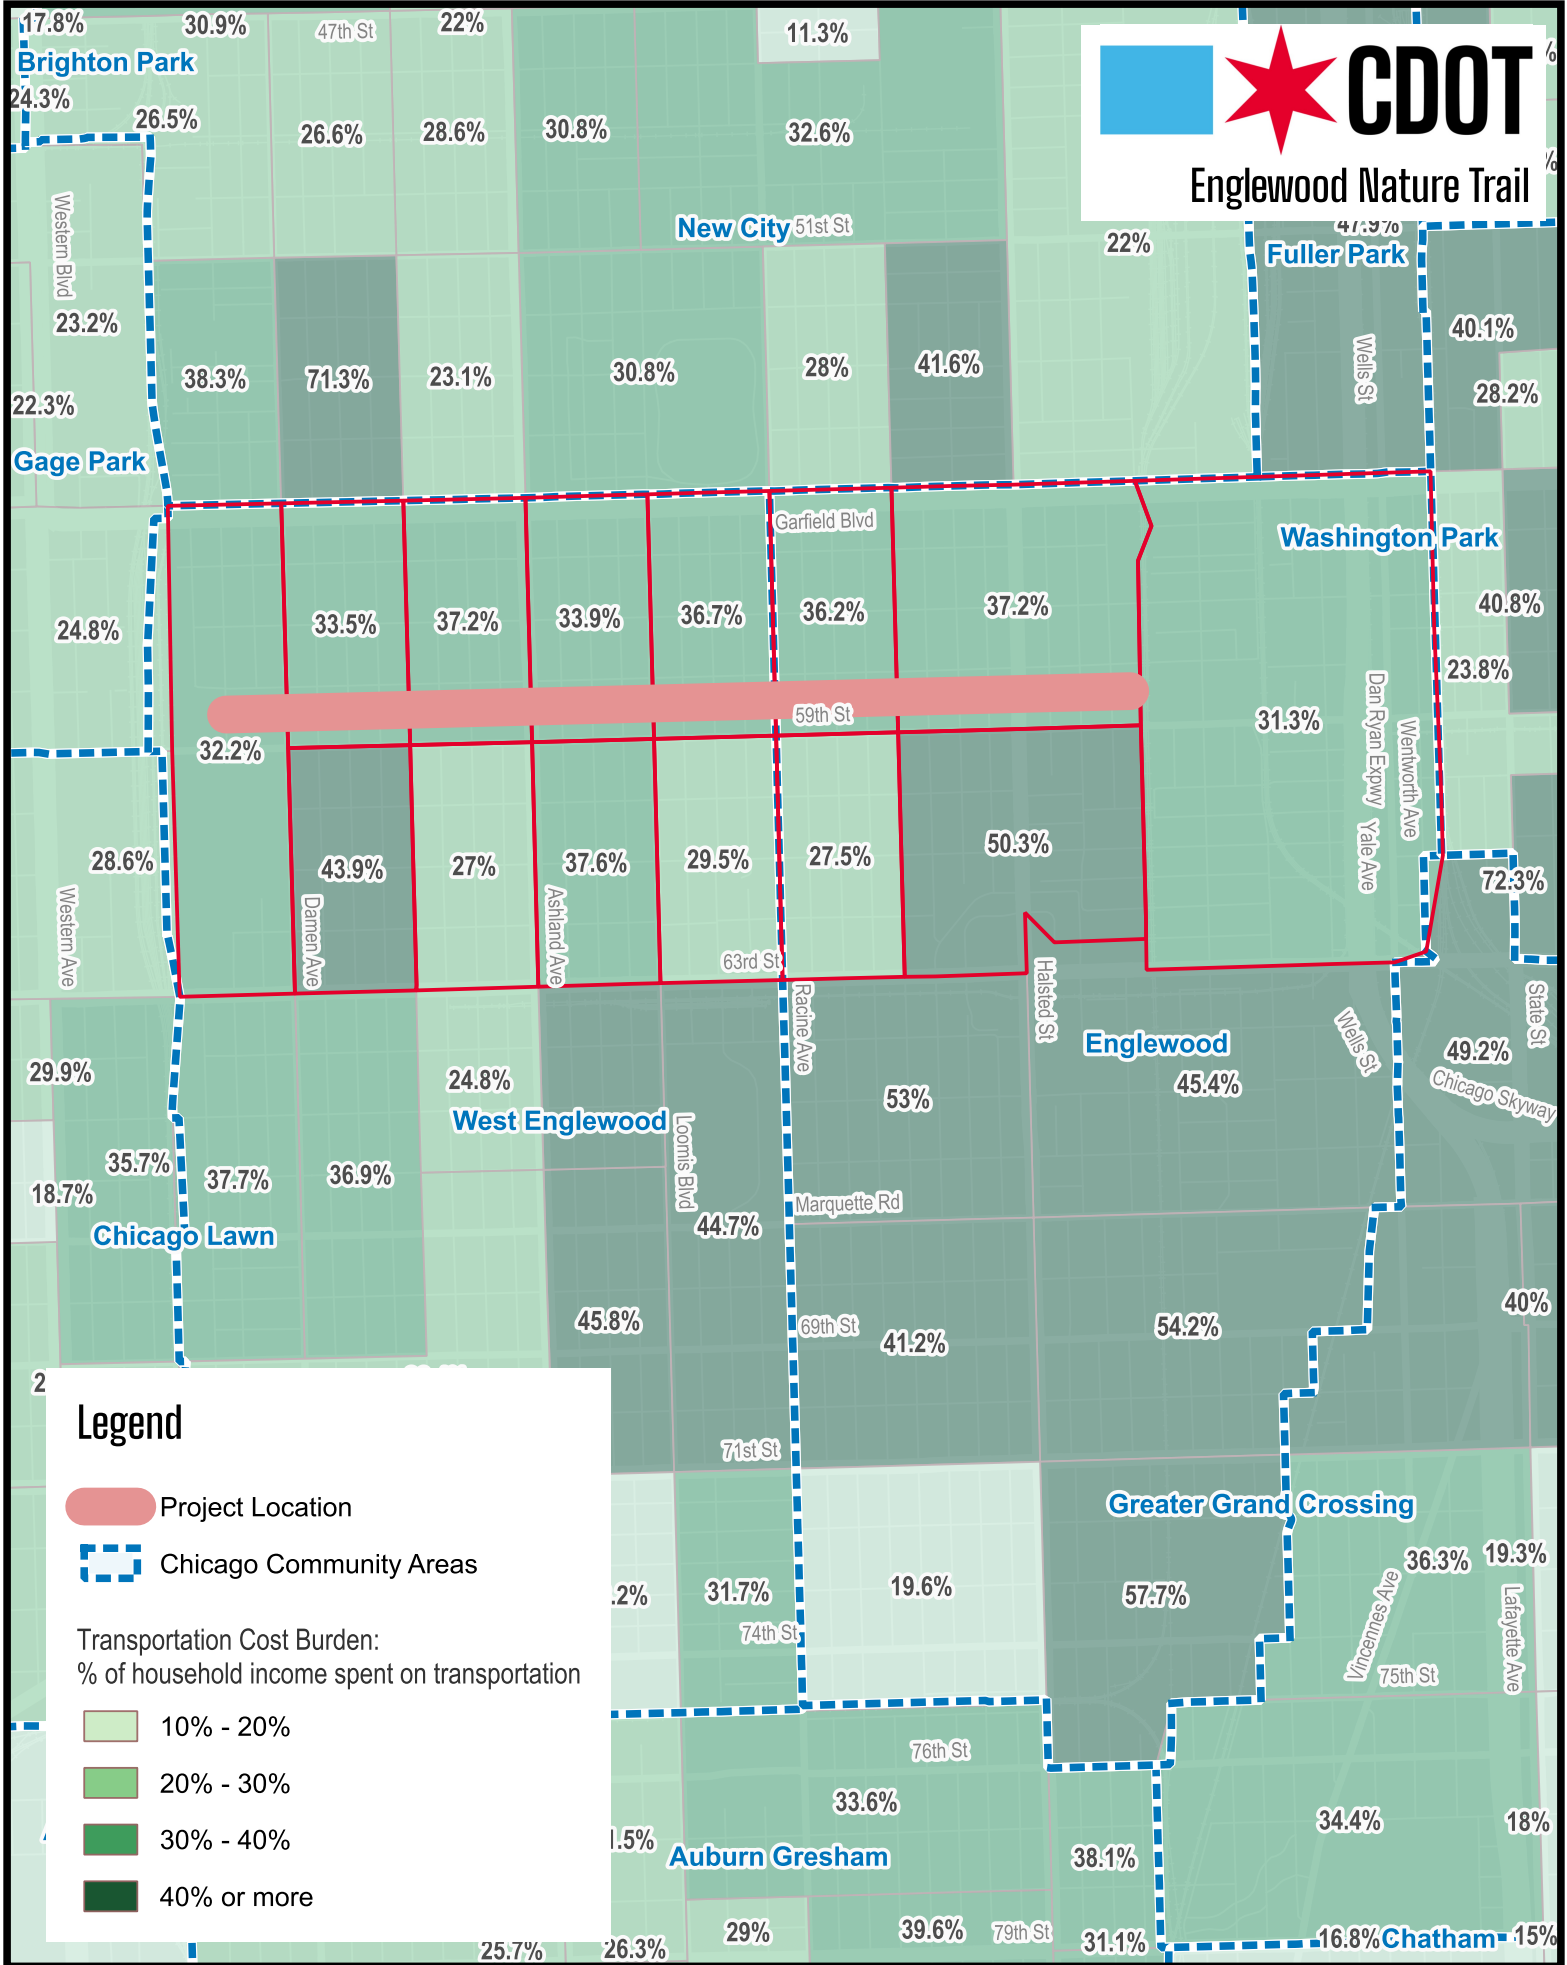 17.8%
30.9%
47th St
22%
11.3%
Brighton Park
24.3%
26.5%
26.6%
28.6%
30.8%
32.6%
CDOT
Englewood Nature Trail
Western Blvd
New City
51st St
22%
47.9%
Fuller Park
23.2%
22.3%
38.3%
71.3%
23.1%
30.8%
28%
41.6%
Wells St
40.1%
28.2%
Gage Park
Garfield Blvd
Washington Park
24.8%
33.5%
37.2%
33.9%
36.7%
36.2%
37.2%
40.8%
23.8%
59th St
31.3%
Dan Ryan Expwy
Wentworth Ave
32.2%
28.6%
43.9%
27%
37.6%
29.5%
27.5%
50.3%
Yale Ave
72.3%
Western Ave
Damen Ave
Ashland Ave
63rd St
Racine Ave
Halsted St
Wells St
State St
29.9%
24.8%
Englewood
45.4%
49.2%
Chicago Skyway
West Englewood
53%
Loomis Blvd
35.7%
18.7%
37.7%
36.9%
Marquette Rd
44.7%
Chicago Lawn
45.8%
69th St
41.2%
54.2%
40%
71st St
Legend
Project Location
Chicago Community Areas
Transportation Cost Burden:
% of household income spent on transportation
10% - 20%
20% - 30%
30% - 40%
40% or more
Greater Grand Crossing
.2%
31.7%
19.6%
57.7%
36.3%
19.3%
74th St
Vincennes Ave
75th St
Lafayette Ave
76th St
33.6%
34.4%
18%
1.5%
Auburn Gresham
38.1%
25.7%
26.3%
29%
39.6%
79th St
31.1%
16.8%
Chatham
15%